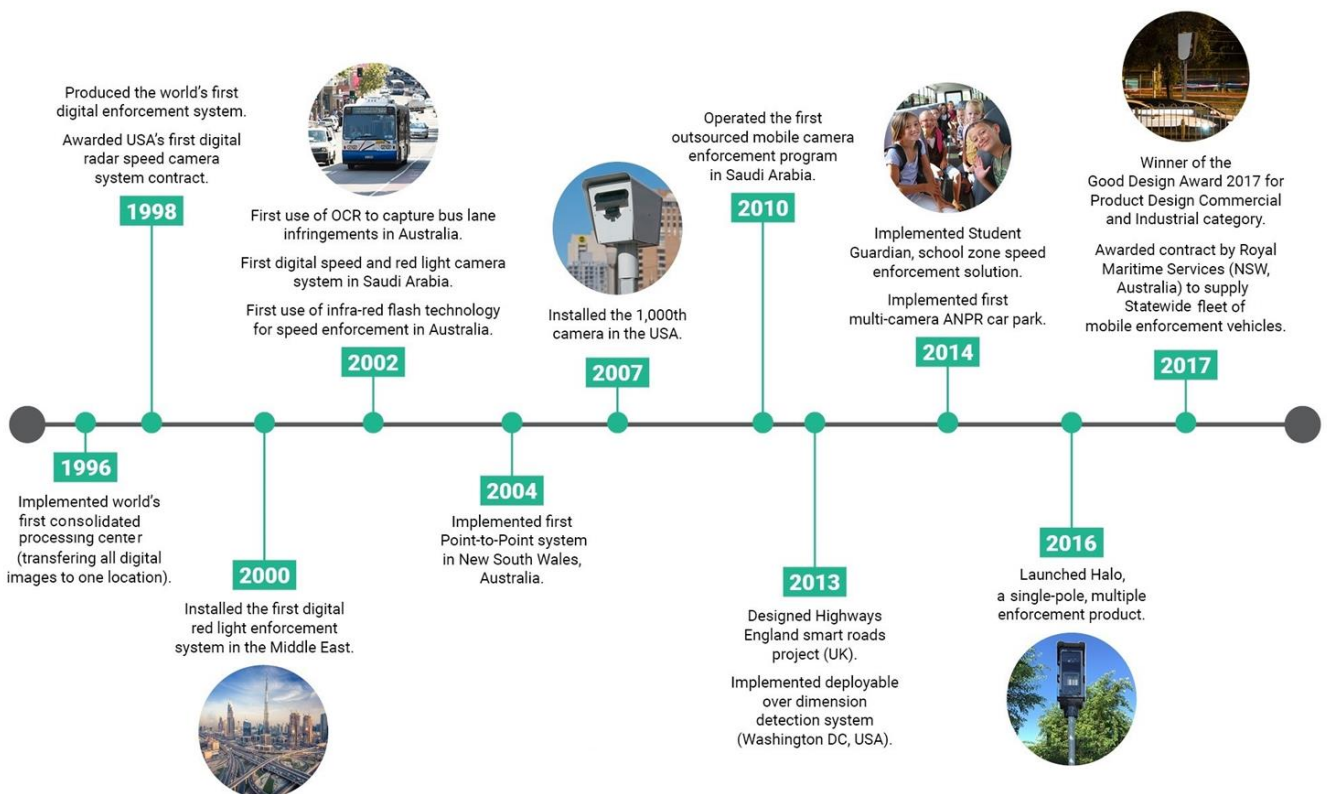 1996
Implemented world's
first consolidated
processing center
(transfering all digital
images to one location).
Produced the world's first
digital enforcement system.
Awarded USA's first digital
radar speed camera
system contract.
1998
2000
Installed the first digital
red light enforcement
system in the Middle East.
First use of OCR to capture bus lane
infringements in Australia.
First digital speed and red light camera
system in Saudi Arabia.
First use of infra-red flash technology
for speed enforcement in Australia.
2002
2004
Implemented first
Point-to-Point system
in New South Wales,
Australia.
Installed the 1,000th
camera in the USA.
2007
Operated the first
outsourced mobile camera
enforcement program
in Saudi Arabia.
2010
2013
Designed Highways
England smart roads
project (UK).
Implemented deployable
over dimension
detection system
(Washington DC, USA).
Implemented Student
Guardian, school zone speed
enforcement solution.
Implemented first
multi-camera ANPR car park.
2014
2016
Launched Halo,
a single-pole, multiple
enforcement product.
Winner of the
Good Design Award 2017 for
Product Design Commercial
and Industrial category.
Awarded contract by Royal
Maritime Services (NSW,
Australia) to supply
Statewide fleet of
mobile enforcement vehicles.
2017